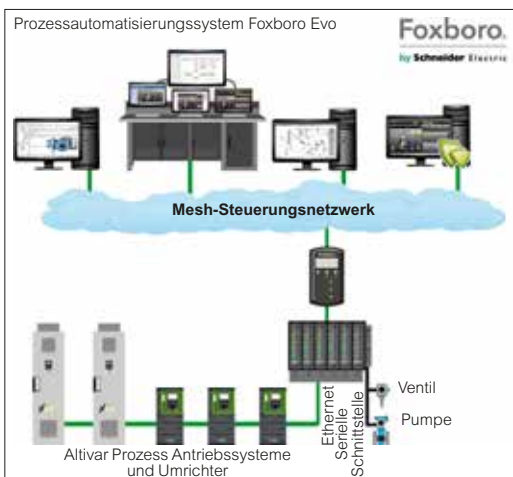 Prozessautomatisierungssystem Foxboro Evo
Foxboro.
by Schneider Electric
Mesh-Steuerungsnetzwerk
Ethernet
Serielle
Schnittstelle
Ventil
Pumpe
Altivar Prozess Antriebssysteme
und Umrichter